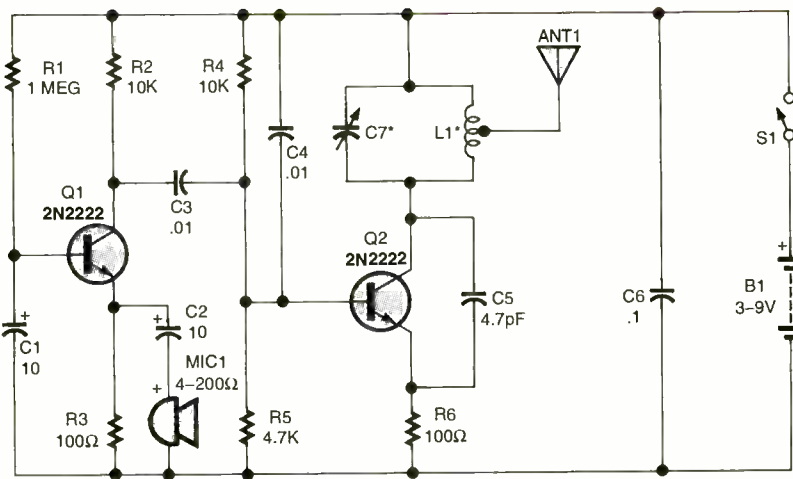 ANT1
R1
1 MEG
R2
10K
R4
10K
C7*
L1*
S1
C4
.01
Q1
2N2222
C3
.01
Q2
2N2222
+
C1
10
+
C2
10
MIC1
4–200Ω
+
C5
4.7pF
C6
.1
+
B1
3–9V
R3
100Ω
R5
4.7K
R6
100Ω